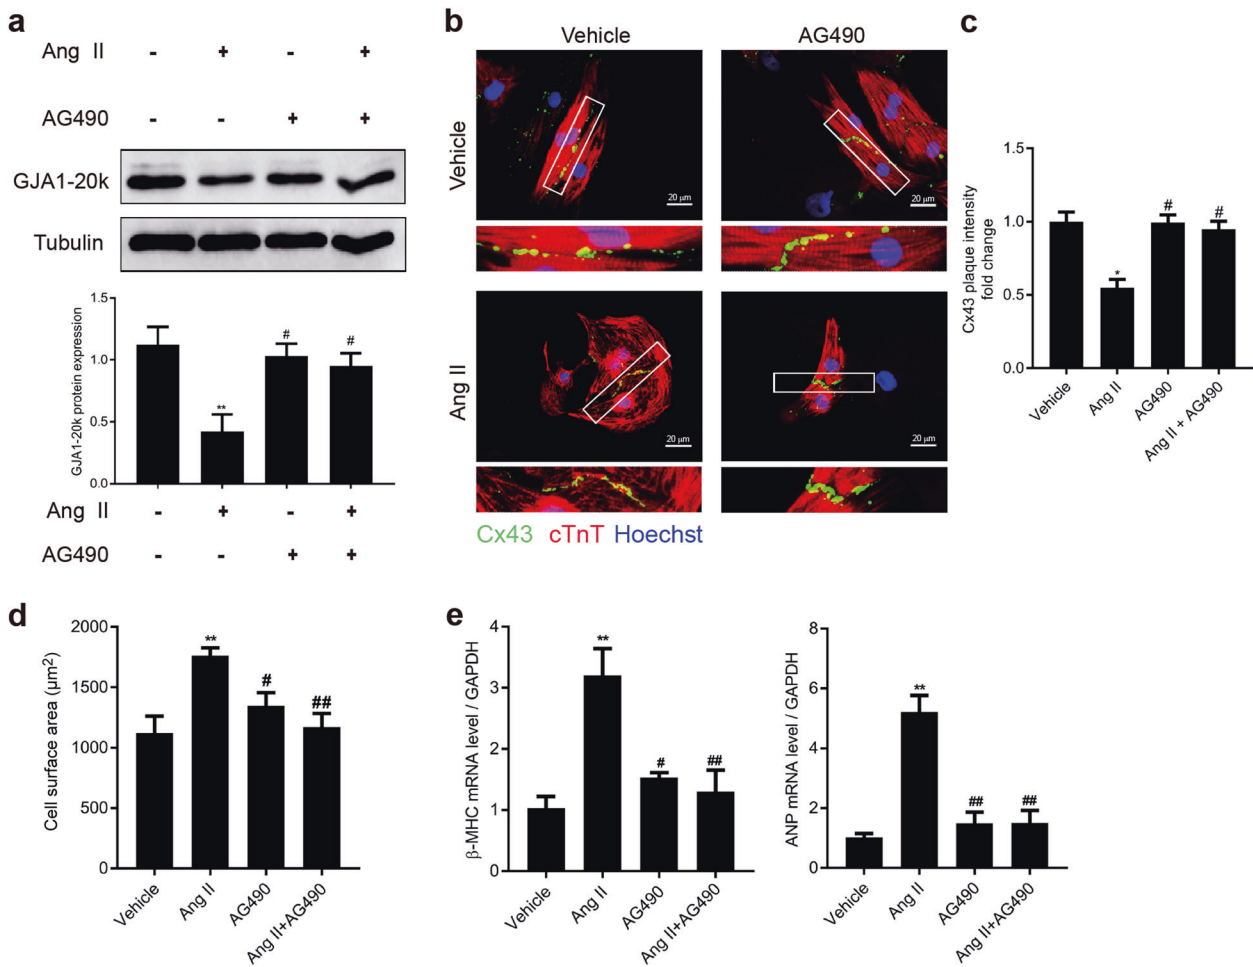 a
Ang II - + - +
AG490 - - + +
GJA1-20k
Tubulin
GJA1-20k protein expression
1.5
1.0
0.5
0.0
**
#
#
Ang II - + - +
AG490 - - + +
b
Vehicle AG490
Vehicle
20 µm
20 µm
Ang II
20 µm
20 µm
Cx43 cTnT Hoechst
c
Cx43 plaque intensity
fold change
1.5
1.0
0.5
0.0
*
#
#
Vehicle
Ang II
AG490
Ang II + AG490
d
Cell surface area (µm²)
2000
1500
1000
500
0
**
#
##
Vehicle
Ang II
AG490
Ang II+AG490
e
β-MHC mRNA level / GAPDH
4
3
2
1
0
**
#
##
Vehicle
Ang II
AG490
Ang II+AG490
ANP mRNA level / GAPDH
8
6
4
2
0
**
##
##
Vehicle
Ang II
AG490
Ang II+AG490